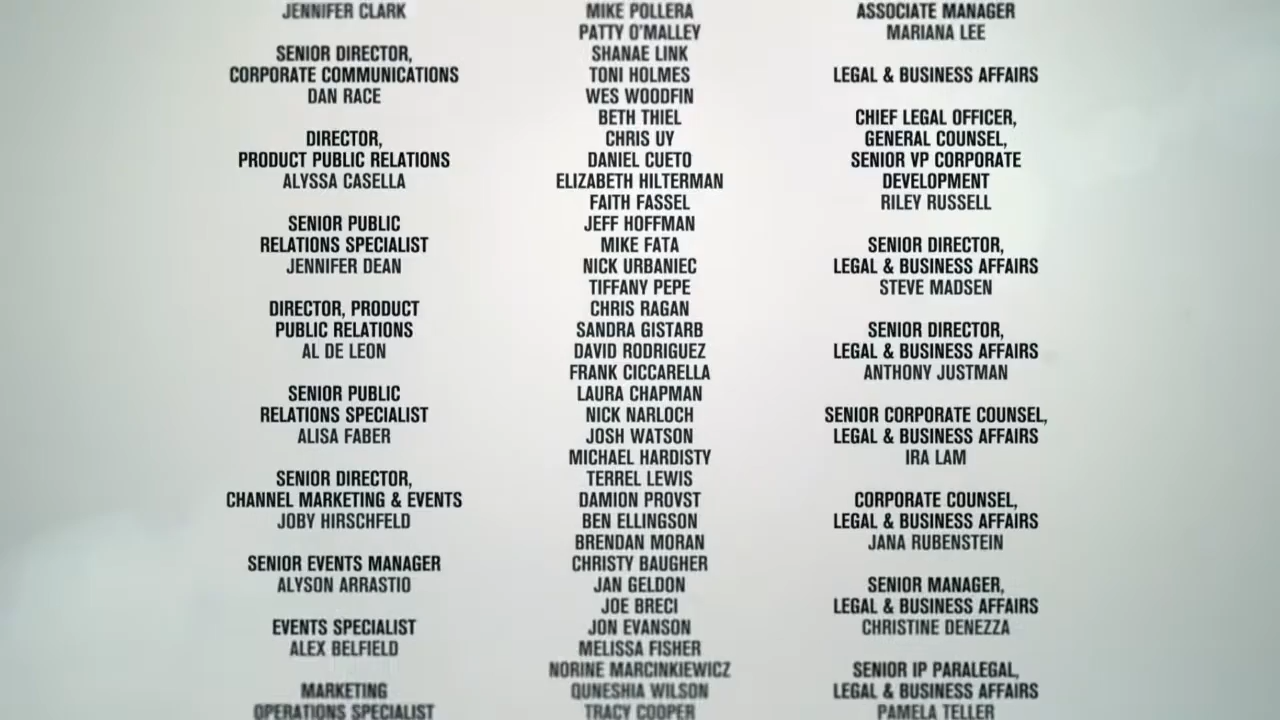 JENNIFER CLARK
SENIOR DIRECTOR,
CORPORATE COMMUNICATIONS
DAN RACE
DIRECTOR,
PRODUCT PUBLIC RELATIONS
ALYSSA CASELLA
SENIOR PUBLIC
RELATIONS SPECIALIST
JENNIFER DEAN
DIRECTOR, PRODUCT
PUBLIC RELATIONS
AL DE LEON
SENIOR PUBLIC
RELATIONS SPECIALIST
ALISA FABER
SENIOR DIRECTOR,
CHANNEL MARKETING & EVENTS
JOBY HIRSCHFELD
SENIOR EVENTS MANAGER
ALYSON ARRASTIO
EVENTS SPECIALIST
ALEX BELFIELD
MARKETING
OPERATIONS SPECIALIST
MIKE POLLERA
PATTY O'MALLEY
SHANAE LINK
TONI HOLMES
WES WOODFIN
BETH THIEL
CHRIS UY
DANIEL CUETO
ELIZABETH HILTERMAN
FAITH FASSEL
JEFF HOFFMAN
MIKE FATA
NICK URBANIEC
TIFFANY PEPE
CHRIS RAGAN
SANDRA GISTARB
DAVID RODRIGUEZ
FRANK CICCARELLA
LAURA CHAPMAN
NICK NARLOCH
JOSH WATSON
MICHAEL HARDISTY
TERREL LEWIS
DAMION PROVST
BEN ELLINGSON
BRENDAN MORAN
CHRISTY BAUGHER
JAN GELDON
JOE BRECI
JON EVANSON
MELISSA FISHER
NORINE MARCINKIEWICZ
QUNESHIA WILSON
TRACY COOPER
ASSOCIATE MANAGER
MARIANA LEE
LEGAL & BUSINESS AFFAIRS
CHIEF LEGAL OFFICER,
GENERAL COUNSEL,
SENIOR VP CORPORATE
DEVELOPMENT
RILEY RUSSELL
SENIOR DIRECTOR,
LEGAL & BUSINESS AFFAIRS
STEVE MADSEN
SENIOR DIRECTOR,
LEGAL & BUSINESS AFFAIRS
ANTHONY JUSTMAN
SENIOR CORPORATE COUNSEL,
LEGAL & BUSINESS AFFAIRS
IRA LAM
CORPORATE COUNSEL,
LEGAL & BUSINESS AFFAIRS
JANA RUBENSTEIN
SENIOR MANAGER,
LEGAL & BUSINESS AFFAIRS
CHRISTINE DENEZZA
SENIOR IP PARALEGAL,
LEGAL & BUSINESS AFFAIRS
PAMELA TELLER